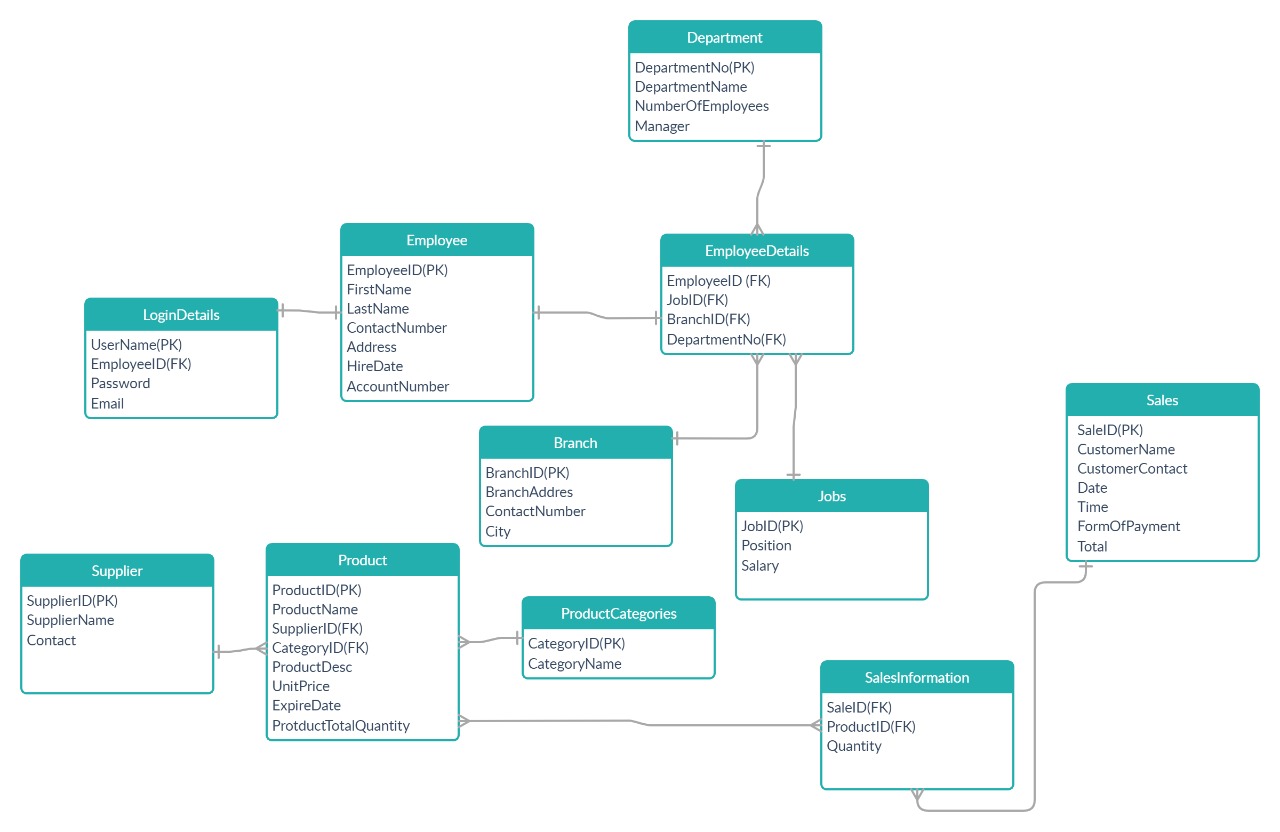 Department
DepartmentNo(PK)
DepartmentName
NumberOfEmployees
Manager
Employee
EmployeeID(PK)
FirstName
LastName
ContactNumber
Address
HireDate
AccountNumber
EmployeeDetails
EmployeeID (FK)
JobID(FK)
BranchID(FK)
DepartmentNo(FK)
LoginDetails
UserName(PK)
EmployeeID(FK)
Password
Email
Sales
SaleID(PK)
CustomerName
CustomerContact
Date
Time
FormOfPayment
Total
Branch
BranchID(PK)
BranchAddres
ContactNumber
City
Jobs
JobID(PK)
Position
Salary
Supplier
SupplierID(PK)
SupplierName
Contact
Product
ProductID(PK)
ProductName
SupplierID(FK)
CategoryID(FK)
ProductDesc
UnitPrice
ExpireDate
ProtductTotalQuantity
ProductCategories
CategoryID(PK)
CategoryName
SalesInformation
SaleID(FK)
ProductID(FK)
Quantity